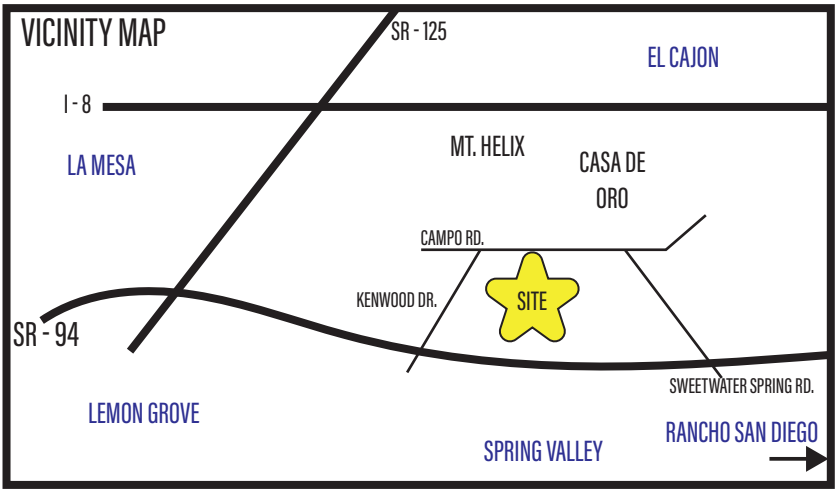 VICINITY MAP
SR - 125
EL CAJON
I - 8
MT. HELIX
LA MESA
CASA DE
ORO
CAMPO RD.
KENWOOD DR.
SITE
SR - 94
SWEETWATER SPRING RD.
LEMON GROVE
RANCHO SAN DIEGO
SPRING VALLEY